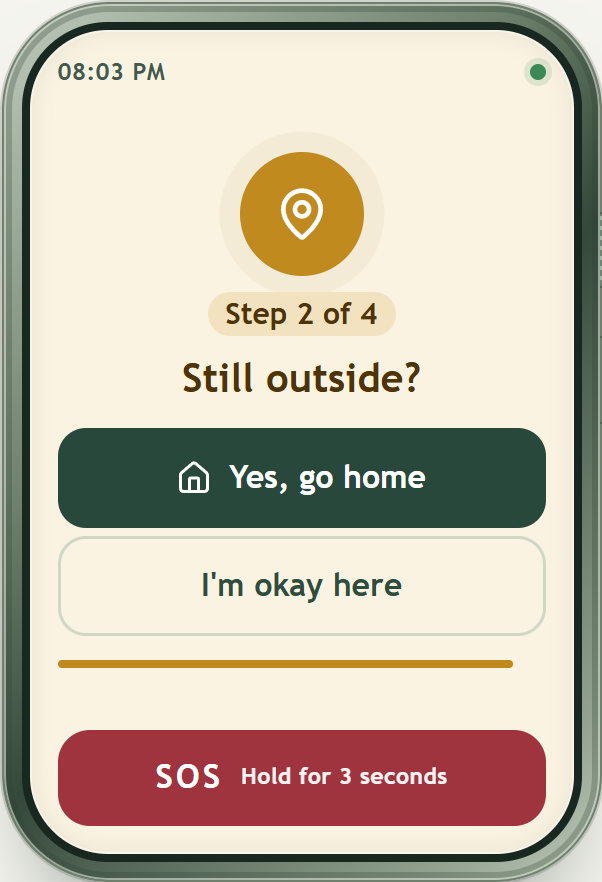 08:03 PM
Step 2 of 4
Still outside?
Yes, go home
I'm okay here
SOS Hold for 3 seconds